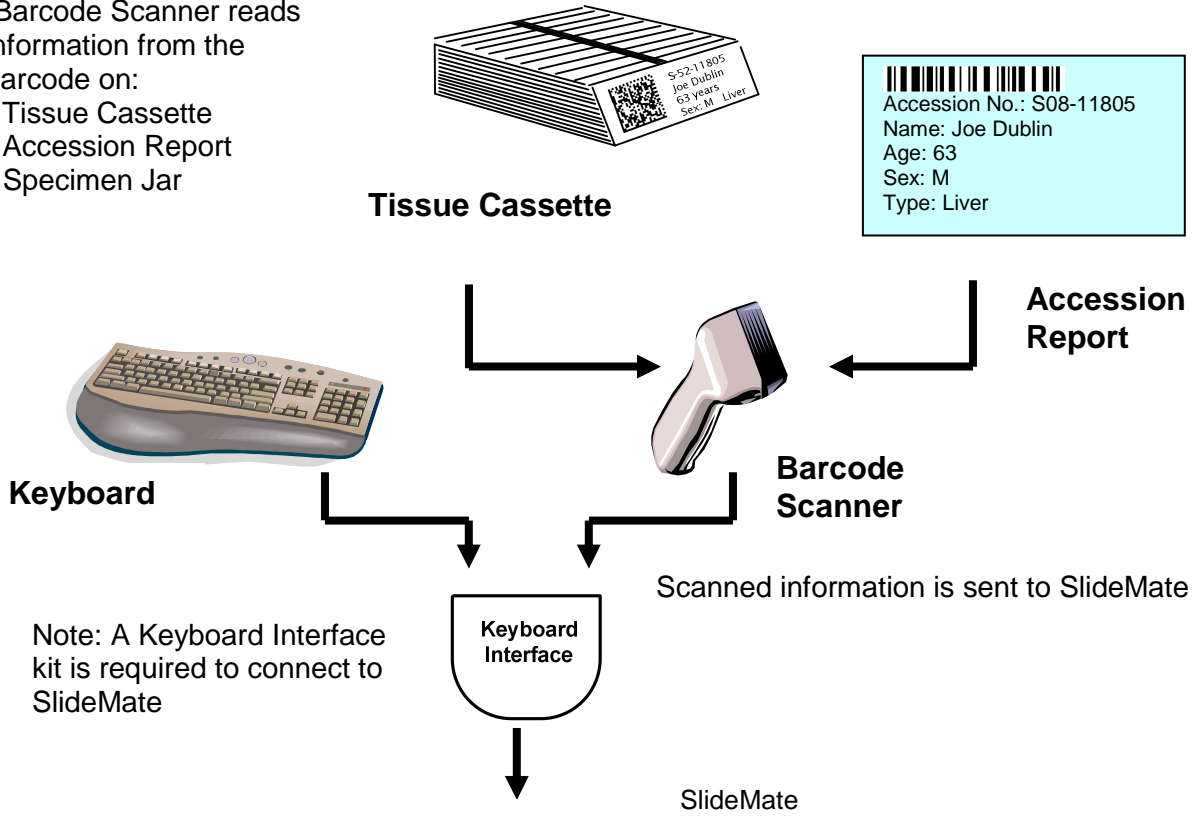 Barcode Scanner reads
nformation from the
arcode on:
Tissue Cassette
Accession Report
Specimen Jar
S-52-11805
Joe Dublin
63 years
Sex: M Liver
Tissue Cassette
Accession No.: S08-11805
Name: Joe Dublin
Age: 63
Sex: M
Type: Liver
Accession
Report
Keyboard
Barcode
Scanner
Scanned information is sent to SlideMate
Note: A Keyboard Interface
kit is required to connect to
SlideMate
Keyboard
Interface
SlideMate